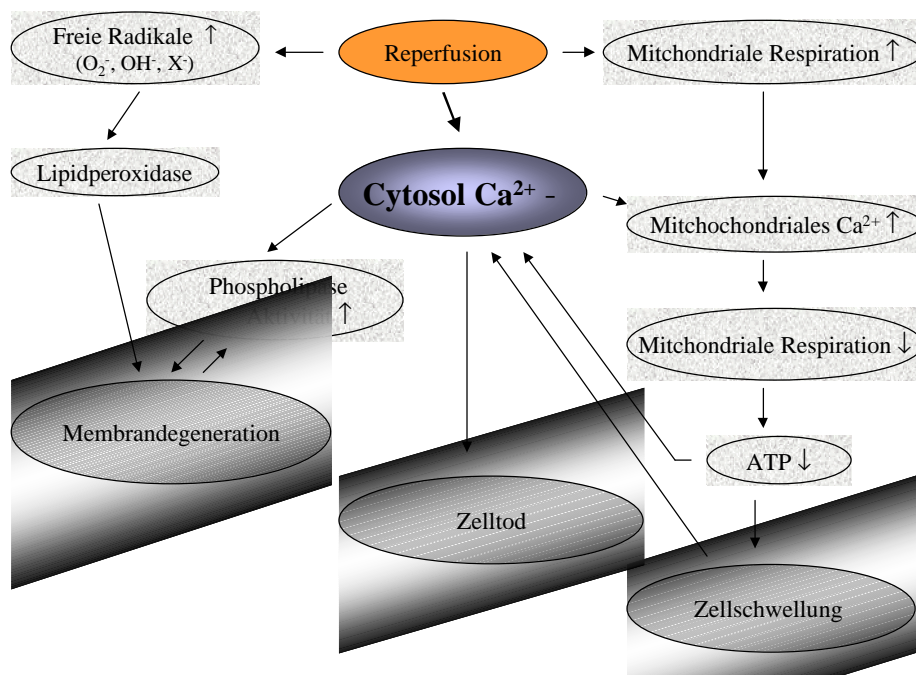 Freie Radikale ↑
(O₂⁻, OH⁻, X⁻)
Reperfusion
Mitchondriale Respiration ↑
Lipidperoxidase
Cytosol Ca²⁺ -
Mitchochondriales Ca²⁺ ↑
Phospholipase
Aktivität ↑
Mitchondriale Respiration ↓
Membrandegeneration
ATP ↓
Zelltod
Zellschwellung